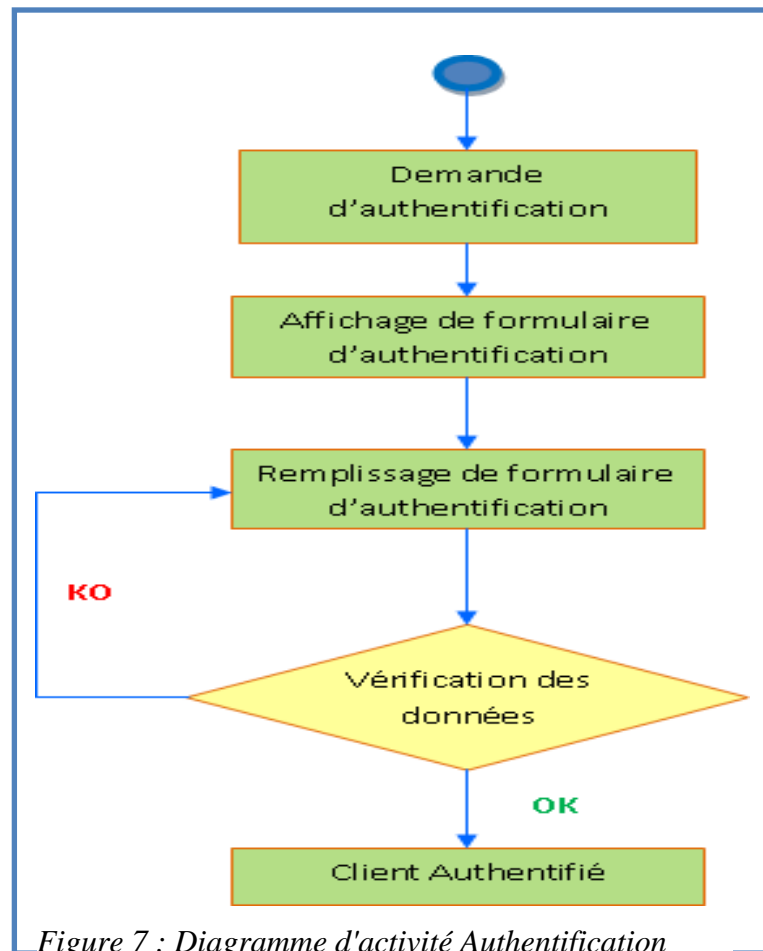 Demande
d'authentification
Affichage de formulaire
d'authentification
Remplissage de formulaire
d'authentification
KO
Vérification des
données
OK
Client Authentifié
Figure 7 : Diagramme d'activité Authentification